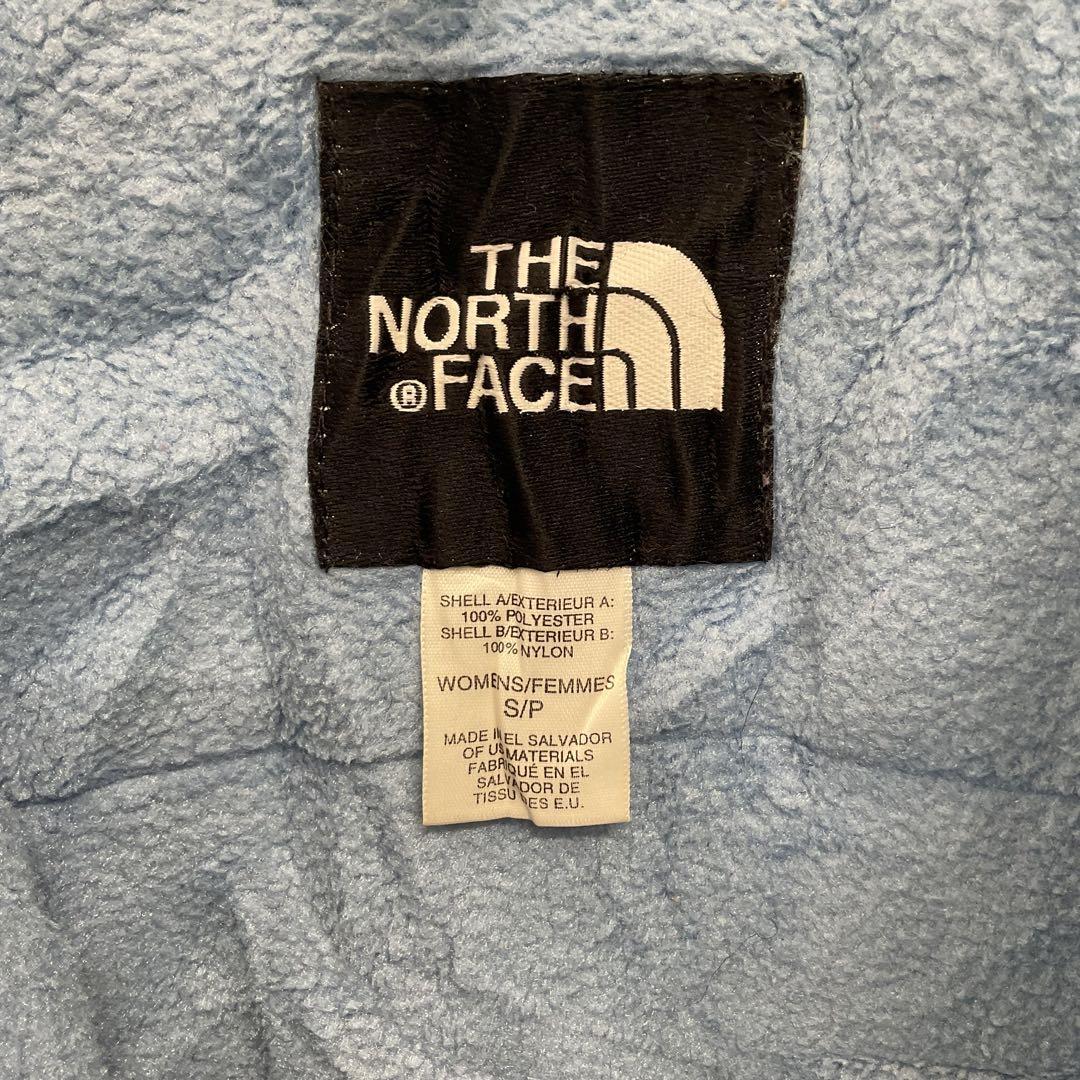 THE
NORTH
® FACE
SHELL A/EXTERIEUR A:
100% POLYESTER
SHELL B/EXTERIEUR B:
100% NYLON
WOMENS/FEMMES
S/P
MADE IN EL SALVADOR
OF US MATERIALS
FABRIQUÉ EN EL
SALVADOR DE
TISSU DES E.U.